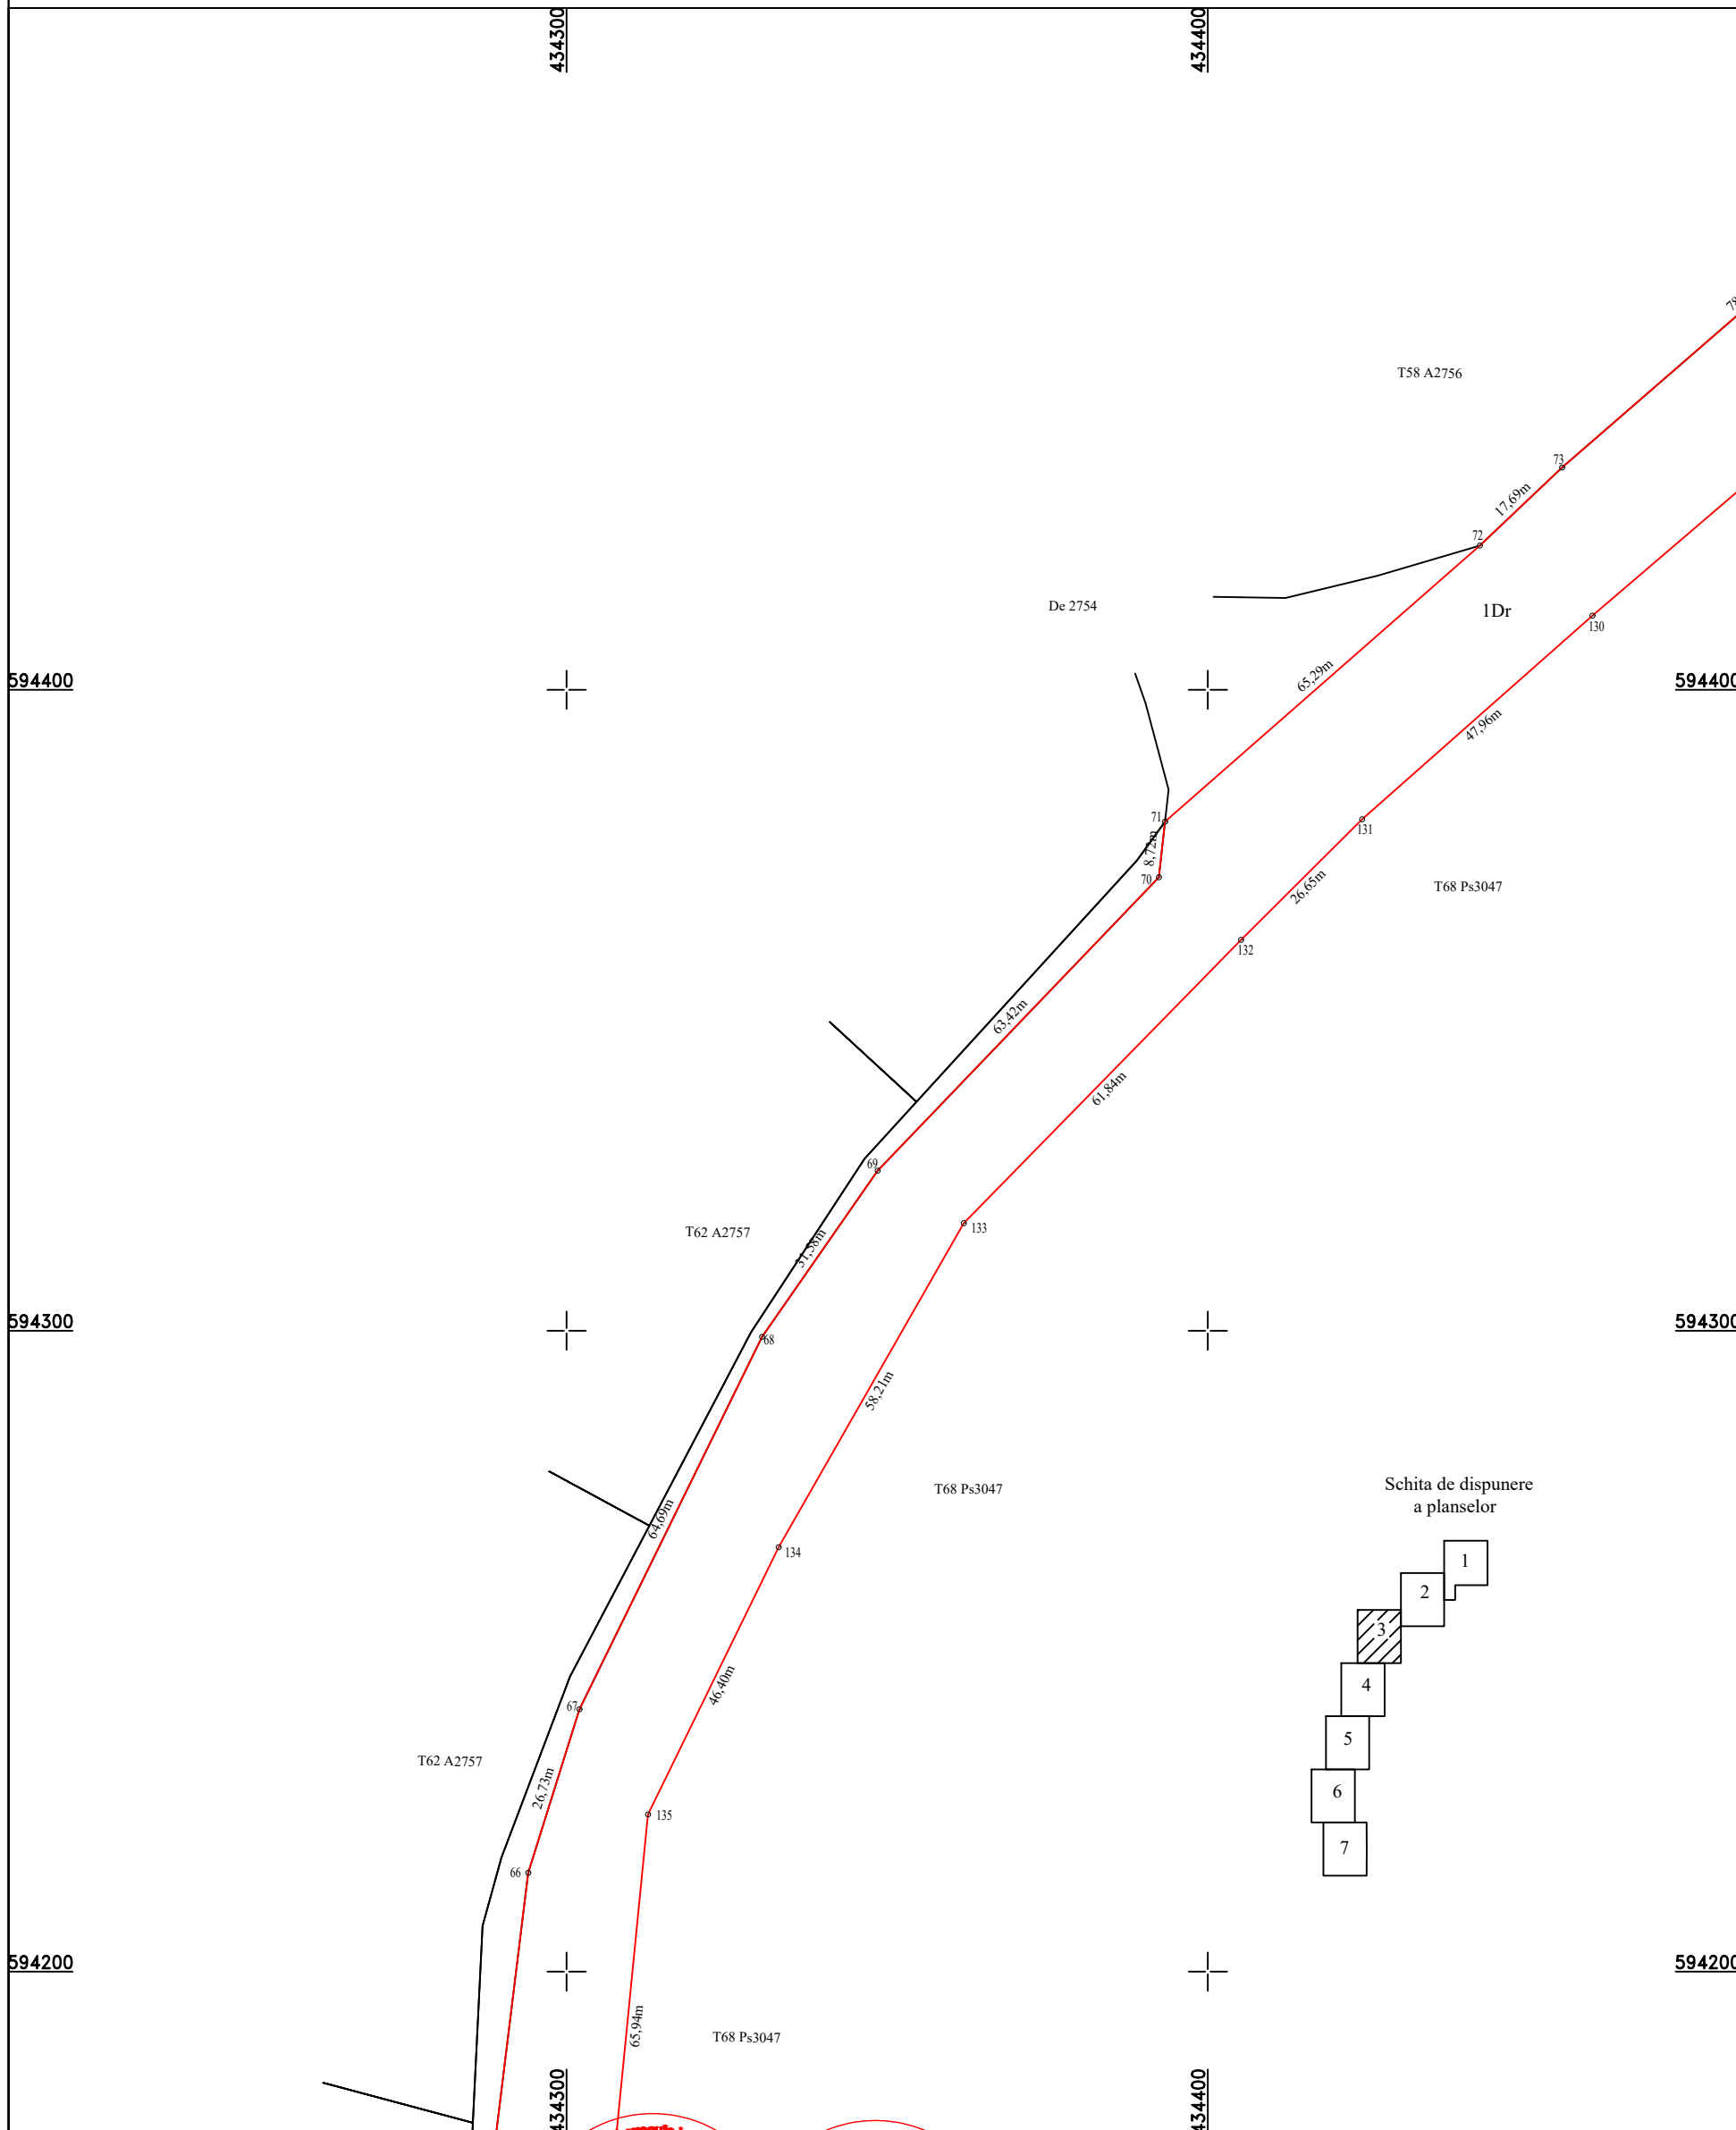 434300
434400
T58 A2756
73
17,69m
72
De 2754
1Dr
130
65,29m
594400
594400
47,96m
71
131
8,72m
70
T68 Ps3047
26,65m
132
63,42m
61,84m
69
133
T62 A2757
31,58m
594300
594300
68
58,21m
T68 Ps3047
Schita de dispunere
a planselor
64,69m
134
1
2
3
46,40m
4
67
5
T62 A2757
26,73m
6
135
7
66
594200
594200
65,94m
T68 Ps3047
434300
434400